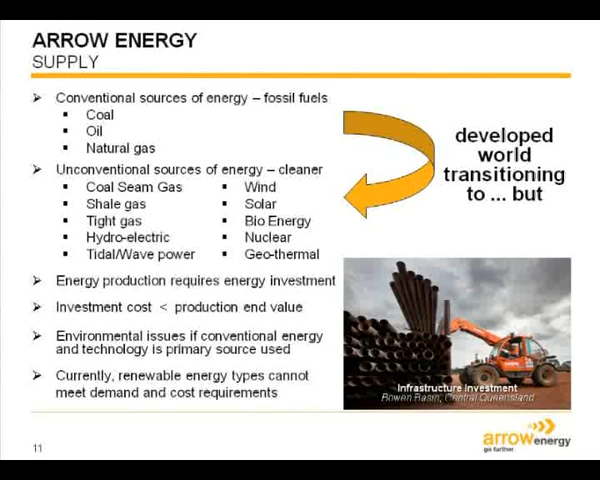 ARROW ENERGY
SUPPLY
➢ Conventional sources of energy – fossil fuels
▪ Coal
▪ Oil
▪ Natural gas
➢ Unconventional sources of energy – cleaner
▪ Coal Seam Gas ▪ Wind
▪ Shale gas ▪ Solar
▪ Tight gas ▪ Bio Energy
▪ Hydro-electric ▪ Nuclear
▪ Tidal/Wave power ▪ Geo-thermal
➢ Energy production requires energy investment
➢ Investment cost < production end value
➢ Environmental issues if conventional energy
and technology is primary source used
➢ Currently, renewable energy types cannot
meet demand and cost requirements
developed
world
transitioning
to ... but
Infrastructure Investment
Bowen Basin, Central Queensland
arrowenergy
go further
11